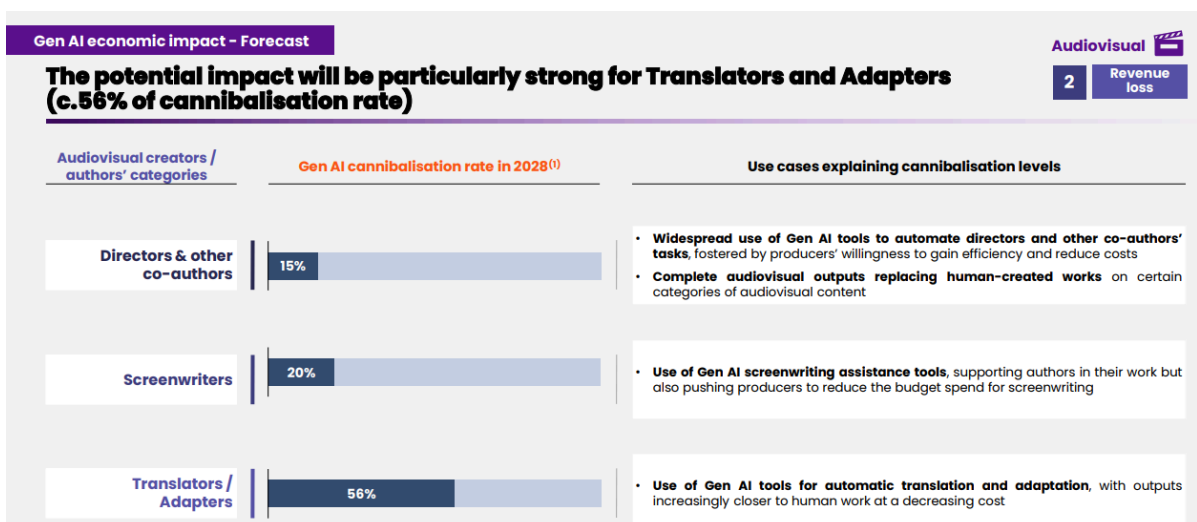 Gen AI economic impact - Forecast
Audiovisual
The potential impact will be particularly strong for Translators and Adapters
(c.56% of cannibalisation rate)
2
Revenue
loss
Audiovisual creators /
authors' categories
Gen AI cannibalisation rate in 2028(1)
Use cases explaining cannibalisation levels
Directors & other
co-authors
15%
• Widespread use of Gen AI tools to automate directors and other co-authors'
tasks, fostered by producers' willingness to gain efficiency and reduce costs
• Complete audiovisual outputs replacing human-created works on certain
categories of audiovisual content
Screenwriters
20%
• Use of Gen AI screenwriting assistance tools, supporting authors in their work but
also pushing producers to reduce the budget spend for screenwriting
Translators /
Adapters
56%
• Use of Gen AI tools for automatic translation and adaptation, with outputs
increasingly closer to human work at a decreasing cost